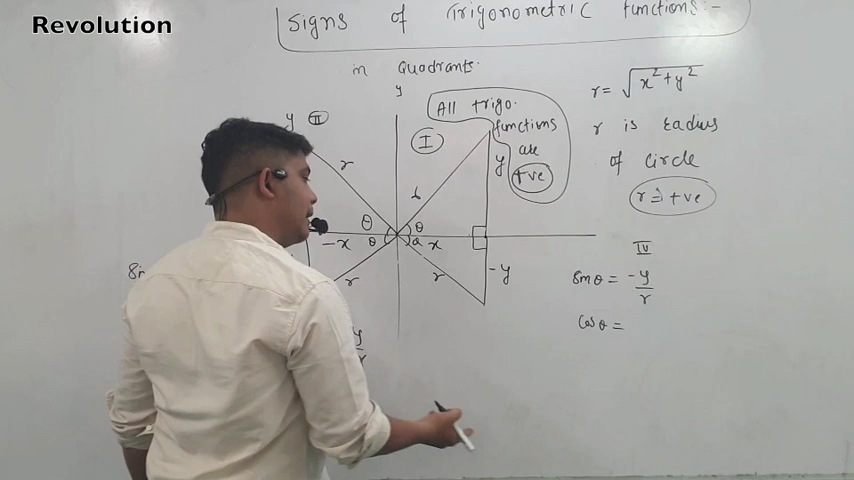 Revolution
Signs of Trigonometric functions:-
in Quadrants.
y
All trigo.
functions
are
+ve
I
y II
r
r
y
θ
θ
-x
θ
θ
x
r
r
-y
y
r
r = √x²+y²
r is radius
of circle
r ⇒ +ve
IV
Sinθ = -y/r
Cosθ =